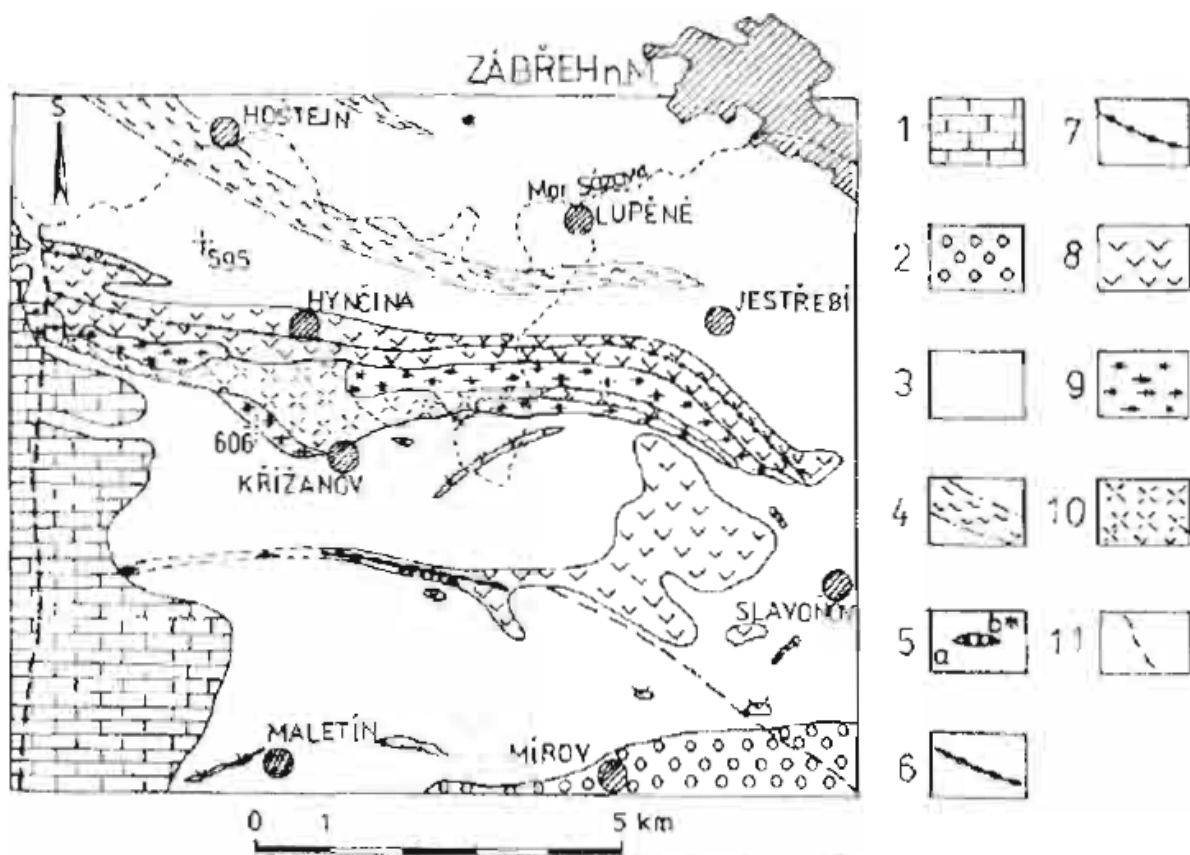 ZÁBŘEH n M
S
HOŠTEJN
Mor Sázava
LUPĚNÉ
595
HYNČINA
JESTŘEBÍ
606
KŘIŽANOV
SLAVOŇOV
MALETÍN
MÍROV
0 1 5 km
1
2
3
4
5
a
b*
6
7
8
9
10
11